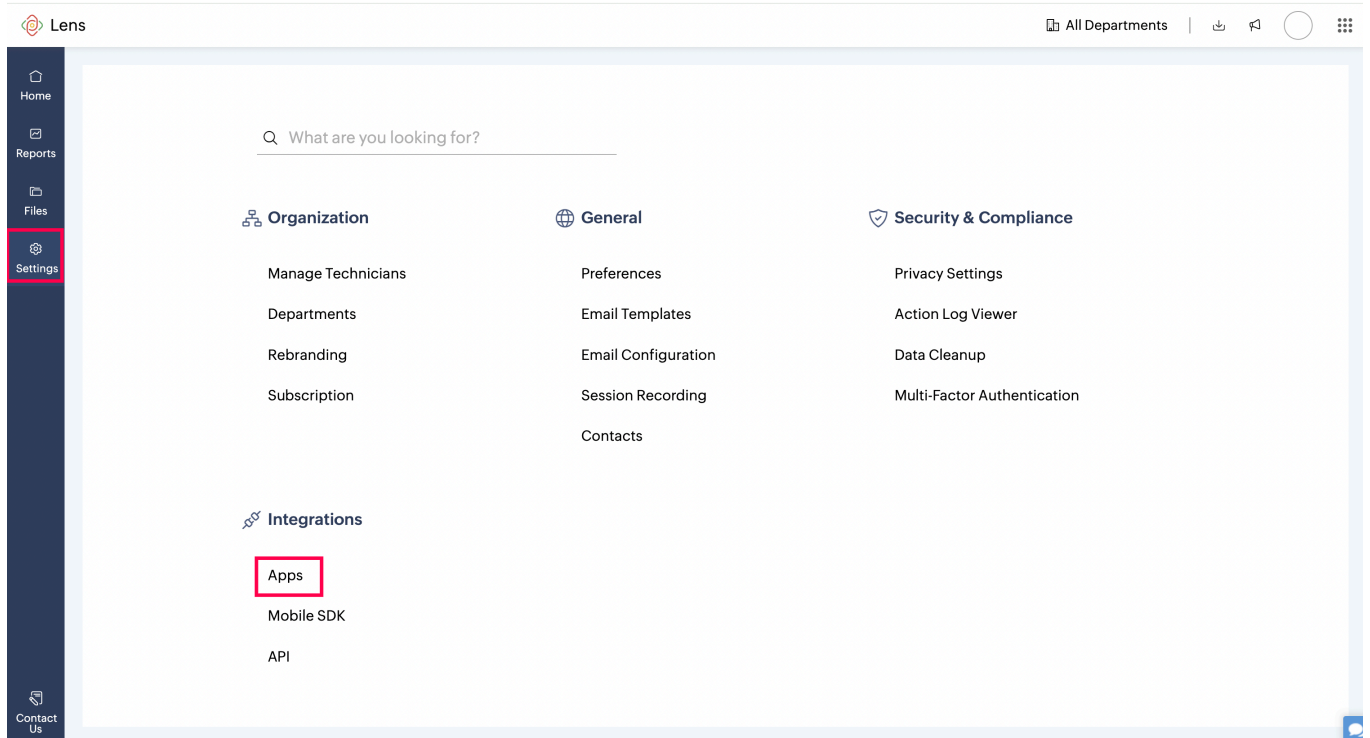 Lens
All Departments
Home
Reports
Files
Settings
What are you looking for?
Organization
Manage Technicians
Departments
Rebranding
Subscription
General
Preferences
Email Templates
Email Configuration
Session Recording
Contacts
Security & Compliance
Privacy Settings
Action Log Viewer
Data Cleanup
Multi-Factor Authentication
Integrations
Apps
Mobile SDK
API
Contact
Us